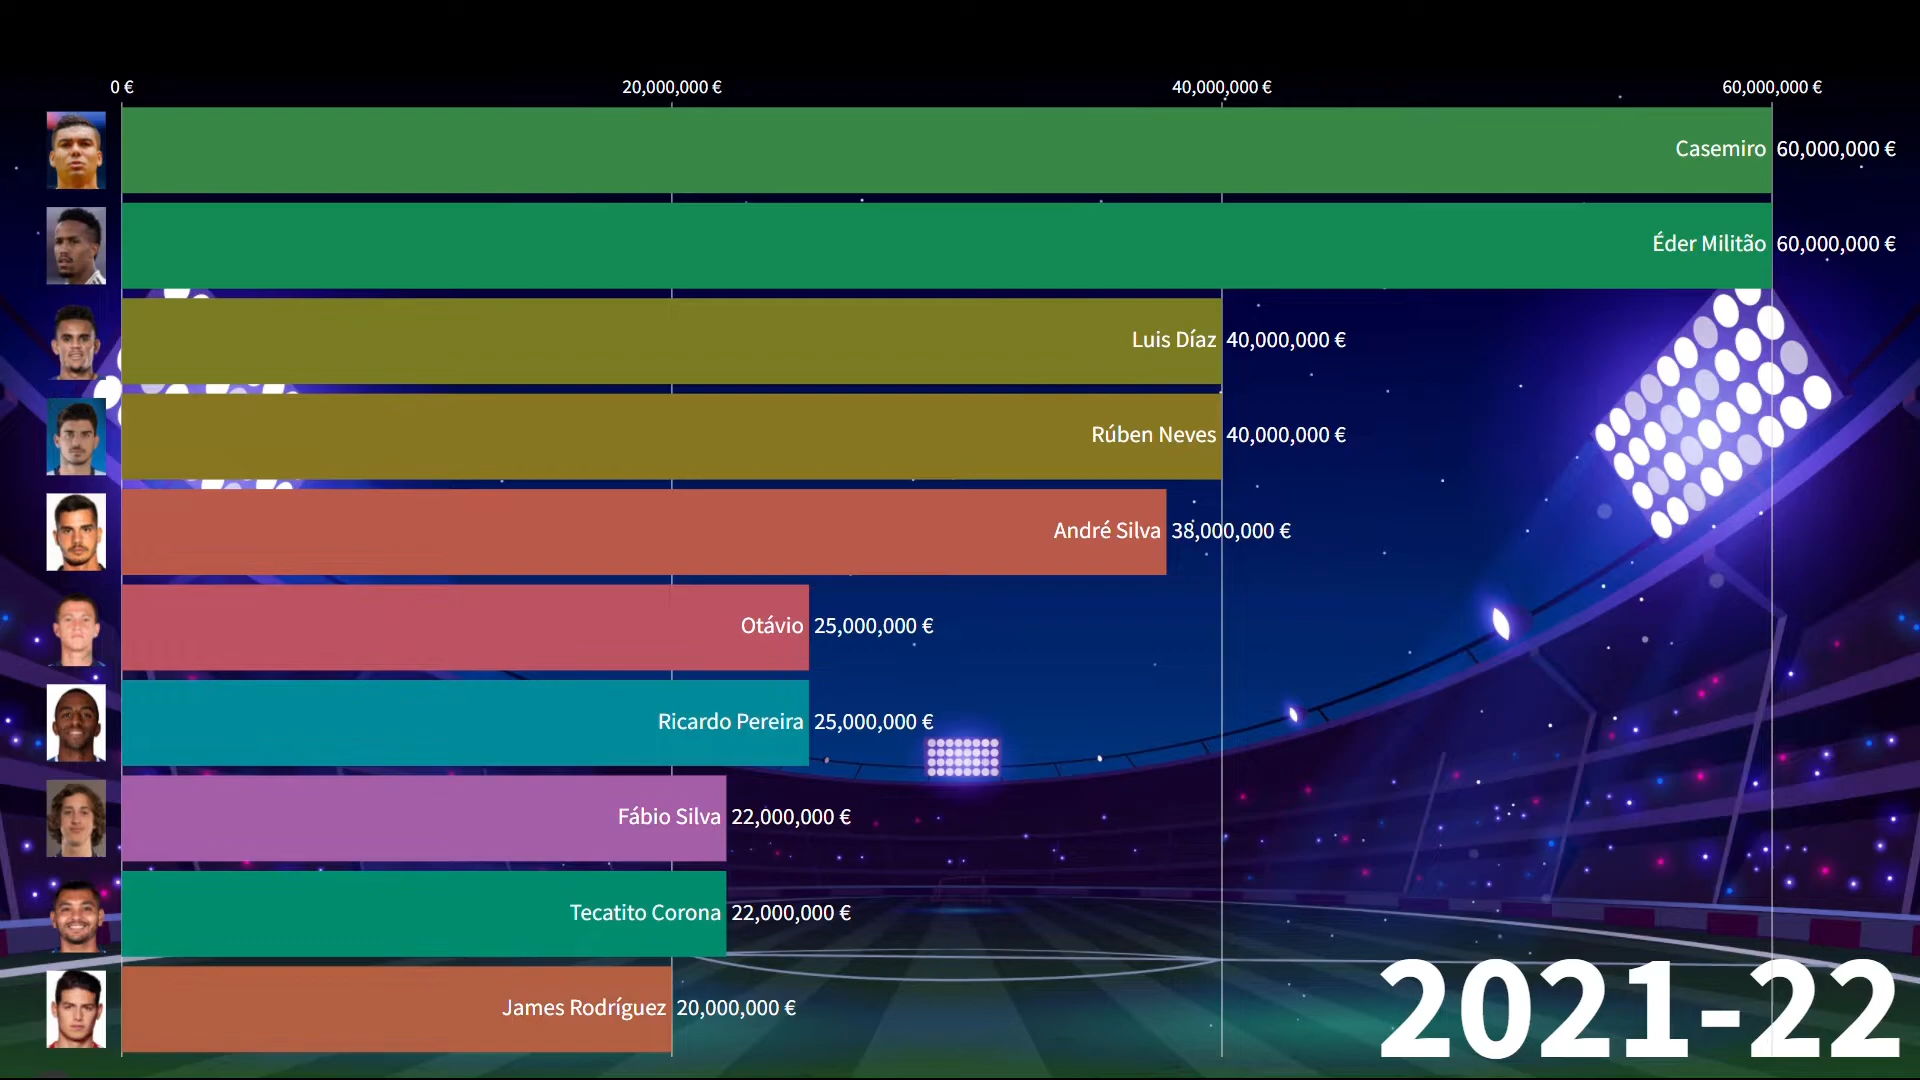 0 €
20,000,000 €
40,000,000 €
60,000,000 €
Casemiro 60,000,000 €
Éder Militão 60,000,000 €
Luis Díaz 40,000,000 €
Rúben Neves 40,000,000 €
André Silva 38,000,000 €
Otávio 25,000,000 €
Ricardo Pereira 25,000,000 €
Fábio Silva 22,000,000 €
Tecatito Corona 22,000,000 €
James Rodríguez 20,000,000 €
2021-22